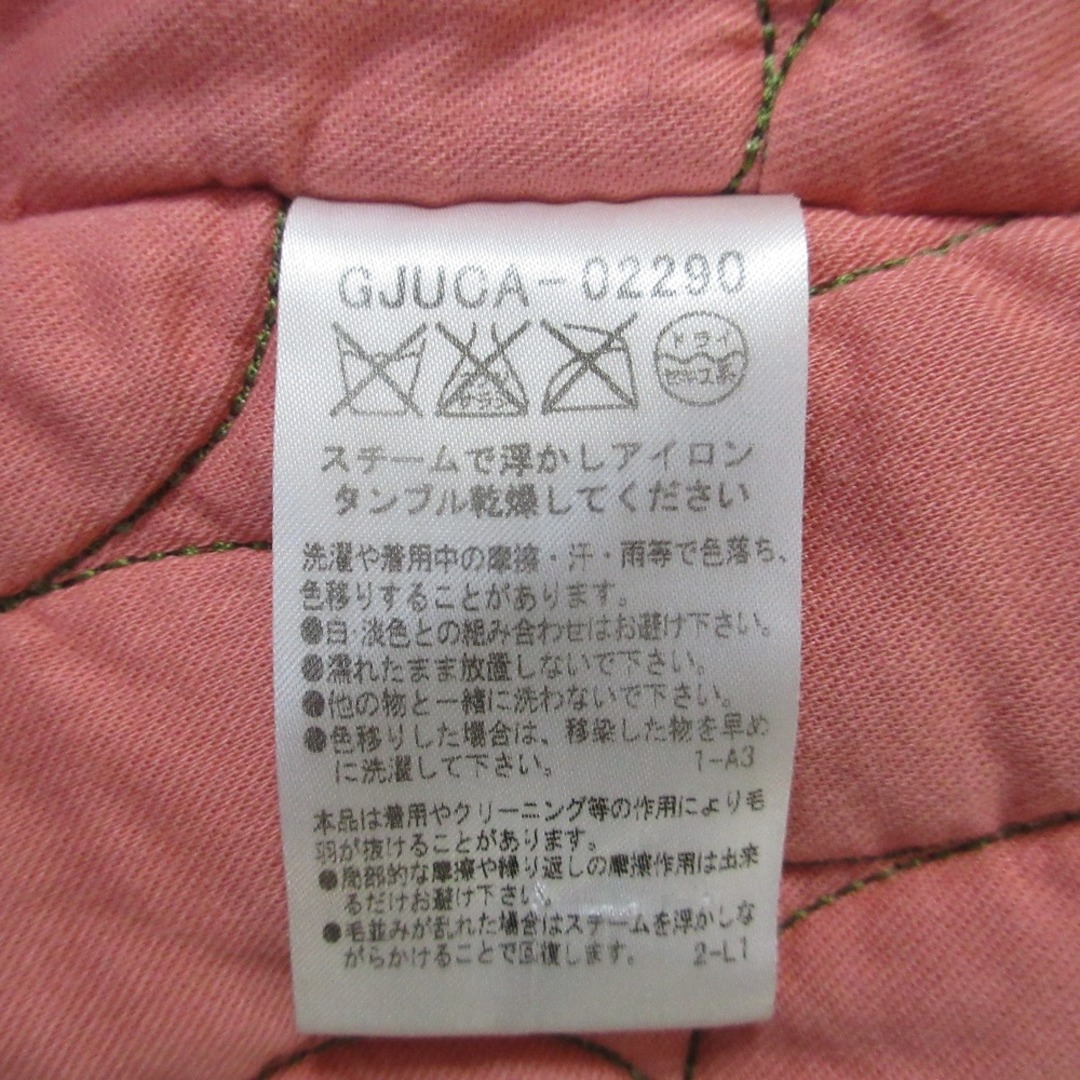 GJUCA-02290
エンソサラシ
ドライ
セキユ系
スチームで浮かしアイロン
タンブル乾燥してください
洗濯や着用中の摩擦・汗・雨等で色落ち、
色移りすることがあります。
●白・淡色との組み合わせはお避け下さい。
●濡れたまま放置しないで下さい。
●他の物と一緒に洗わないで下さい。
●色移りした場合は、移染した物を早め
に洗濯して下さい。 1-A3
本品は着用やクリーニング等の作用により毛
羽が抜けることがあります。
●局部的な摩擦や繰り返しの摩擦作用は出来
るだけお避け下さい。
●毛並みが乱れた場合はスチームを浮かしな
がらかけることで回復します。 2-L1